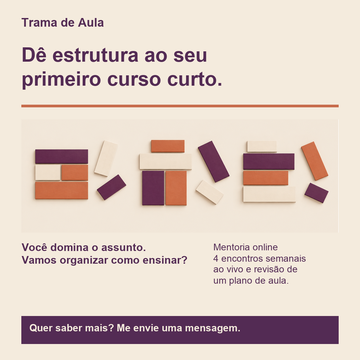 Trama de Aula
Dê estrutura ao seu
primeiro curso curto.
Você domina o assunto.
Vamos organizar como ensinar?
Mentoria online
4 encontros semanais
ao vivo e revisão de
um plano de aula.
Quer saber mais? Me envie uma mensagem.